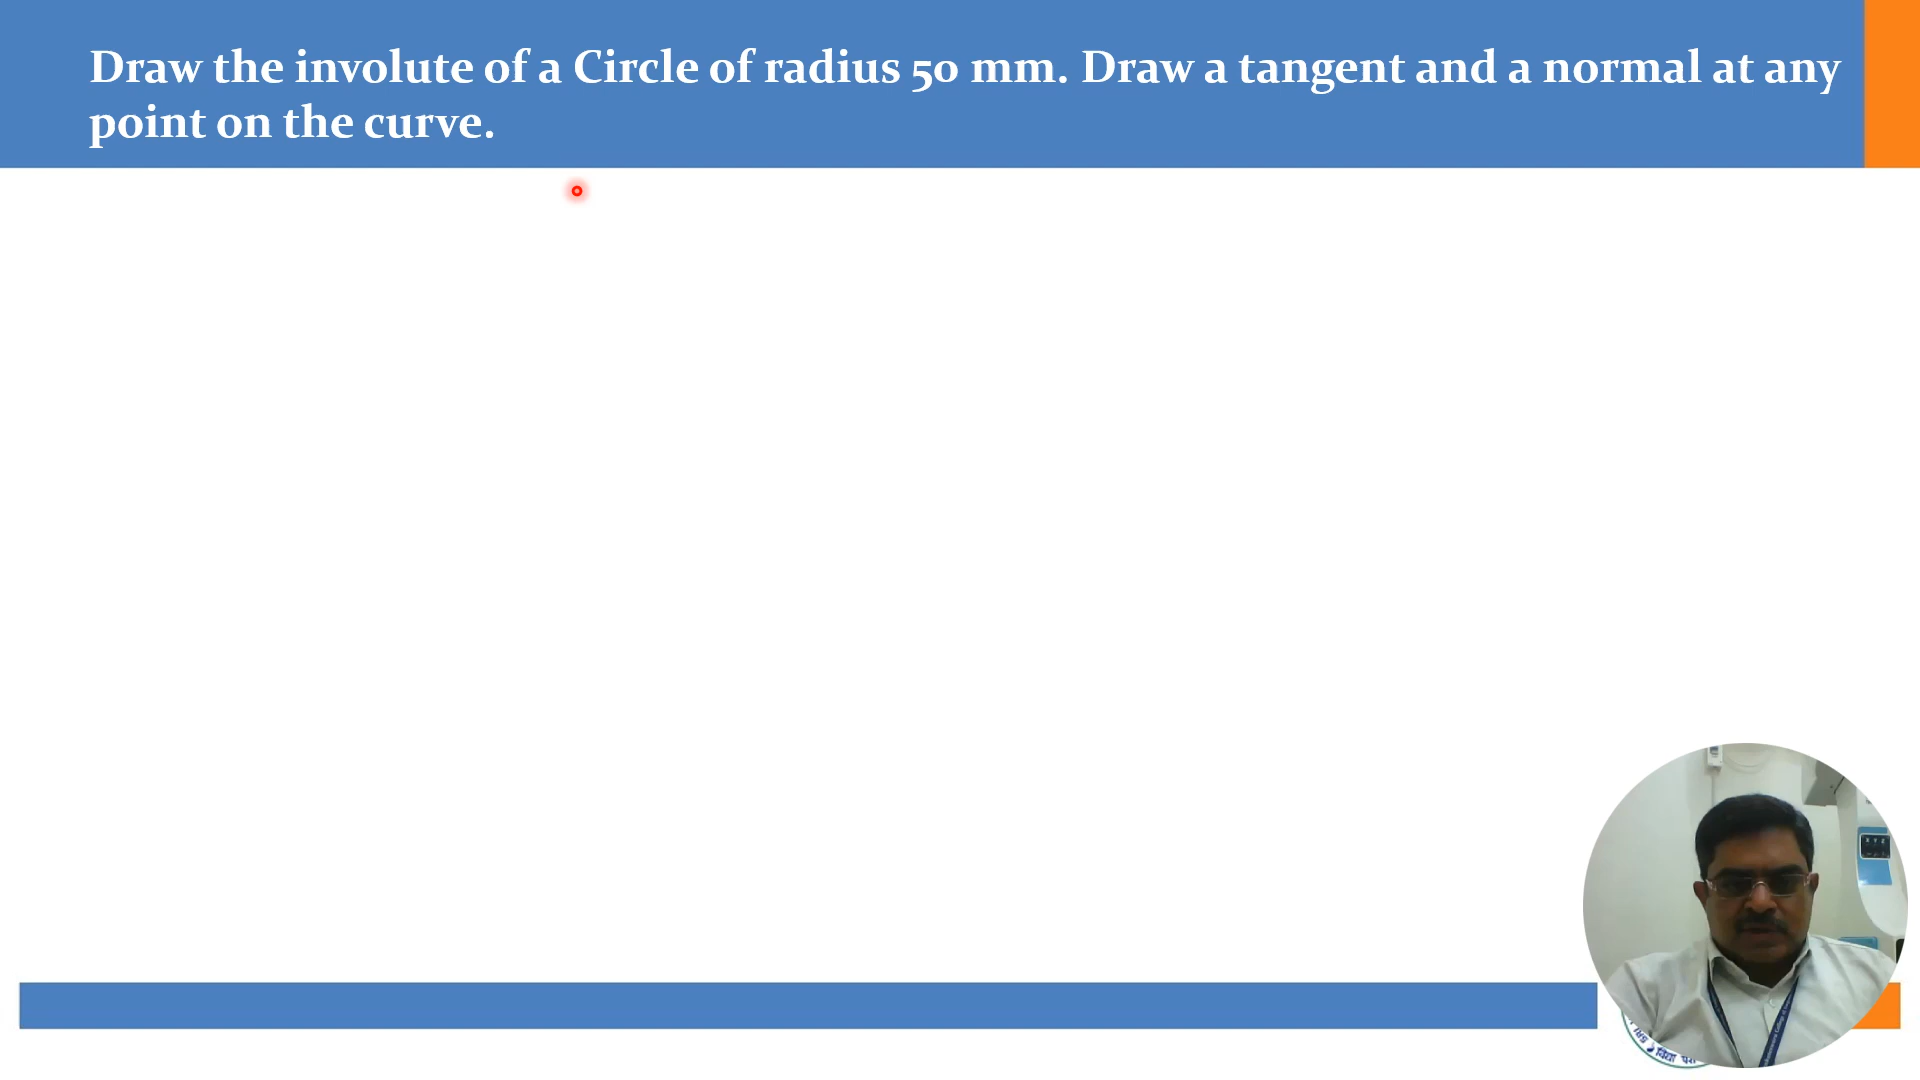 Draw the involute of a Circle of radius 50 mm. Draw a tangent and a normal at any
point on the curve.